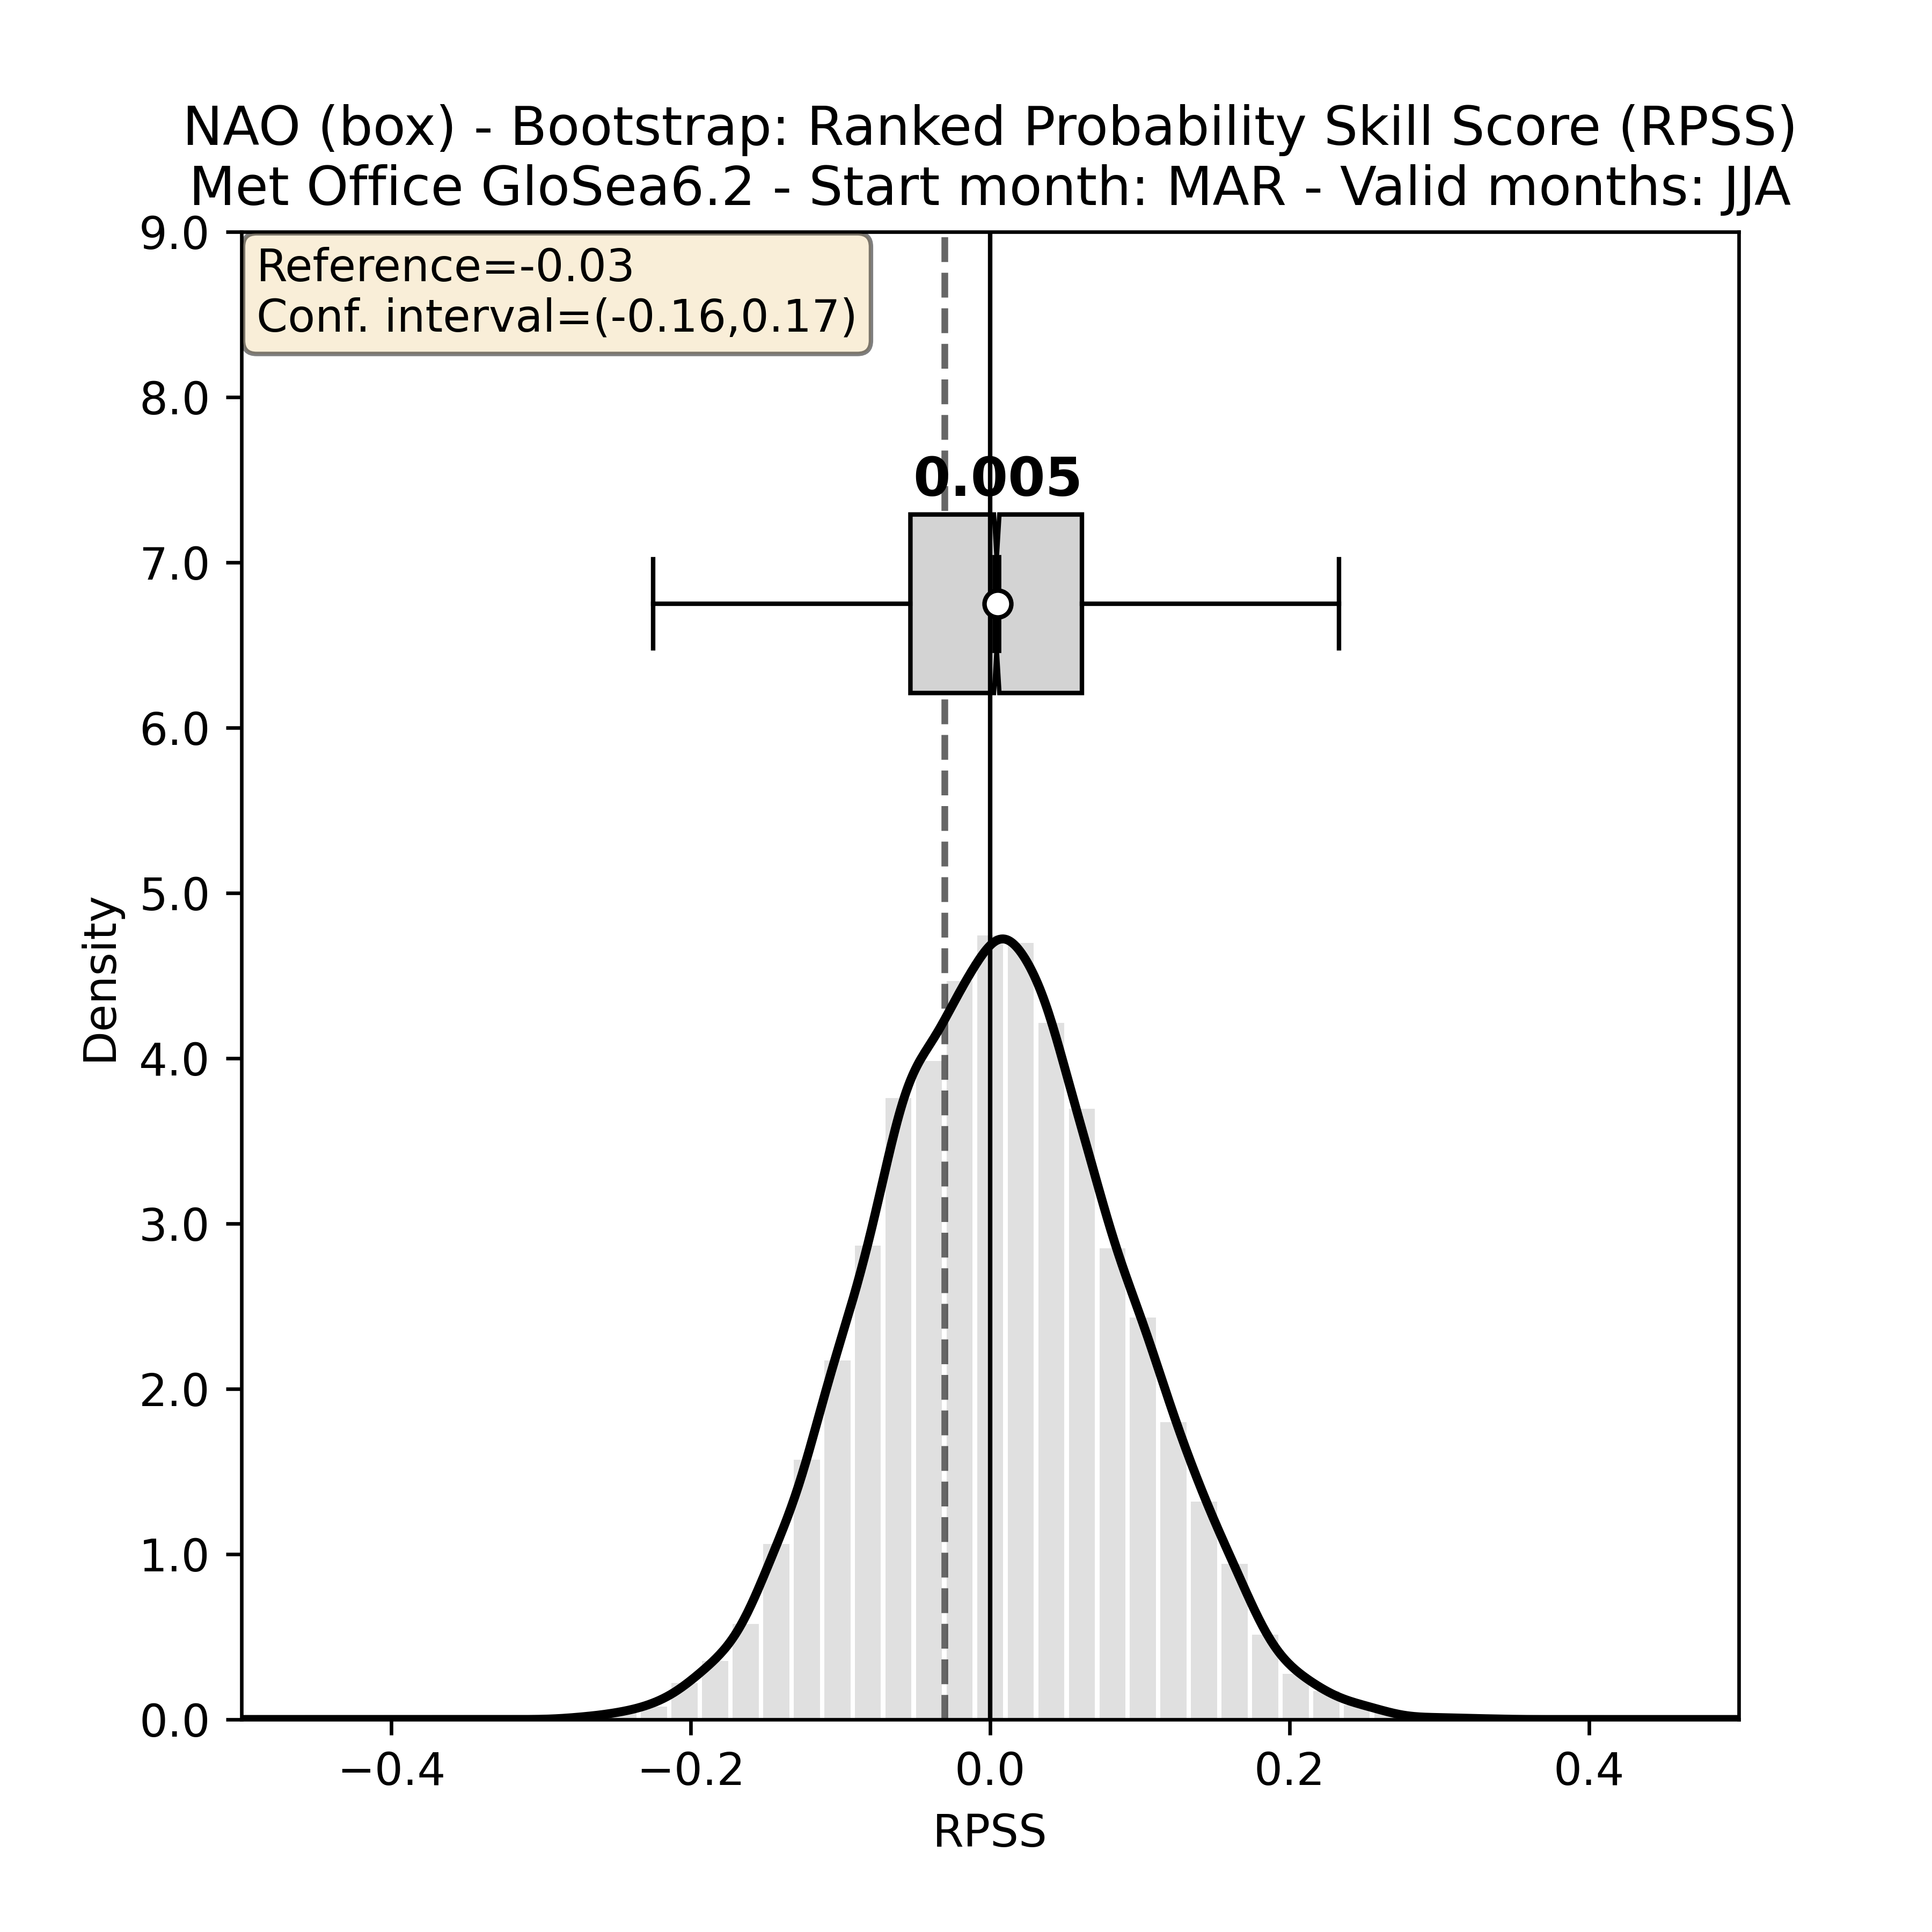 NAO (box) - Bootstrap: Ranked Probability Skill Score (RPSS)
Met Office GloSea6.2 - Start month: MAR - Valid months: JJA
Reference=-0.03
Conf. interval=(-0.16,0.17)
9.0
8.0
7.0
6.0
5.0
4.0
3.0
2.0
1.0
0.0
Density
0.005
−0.4
−0.2
0.0
0.2
0.4
RPSS